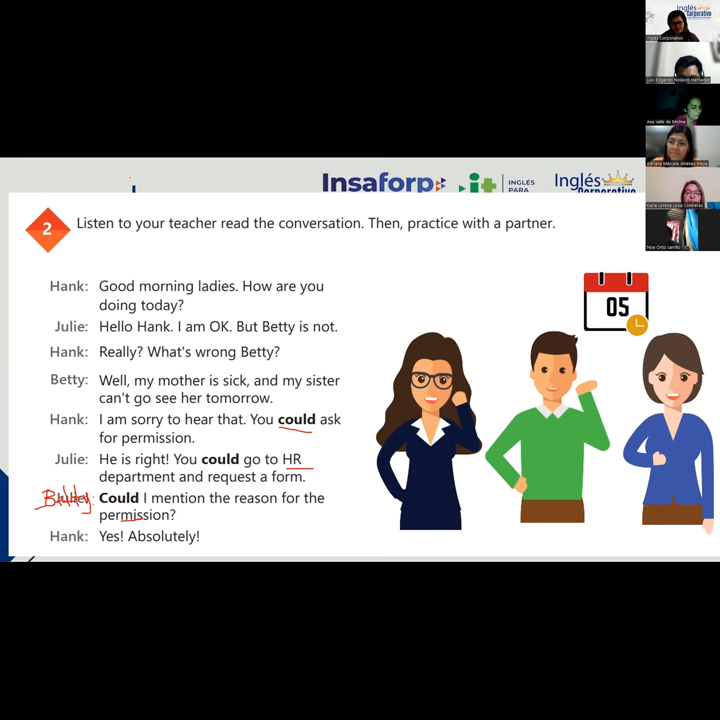 Inglés
Corporativo
Inglés Corporativo
Ana Valle de Molina
Adriana Marcela Jiménez Mejía
Karla Lorena Leiva Contreras
Noe Ortiz carrillo
Insaforp
it
INGLÉS
PARA
Inglés
Corporativo
2
Listen to your teacher read the conversation. Then, practice with a partner.
05
Hank: Good morning ladies. How are you
doing today?
Julie: Hello Hank. I am OK. But Betty is not.
Hank: Really? What's wrong Betty?
Betty: Well, my mother is sick, and my sister
can't go see her tomorrow.
Hank: I am sorry to hear that. You could ask
for permission.
Julie: He is right! You could go to HR
department and request a form.
Betty: Could I mention the reason for the
permission?
Hank: Yes! Absolutely!